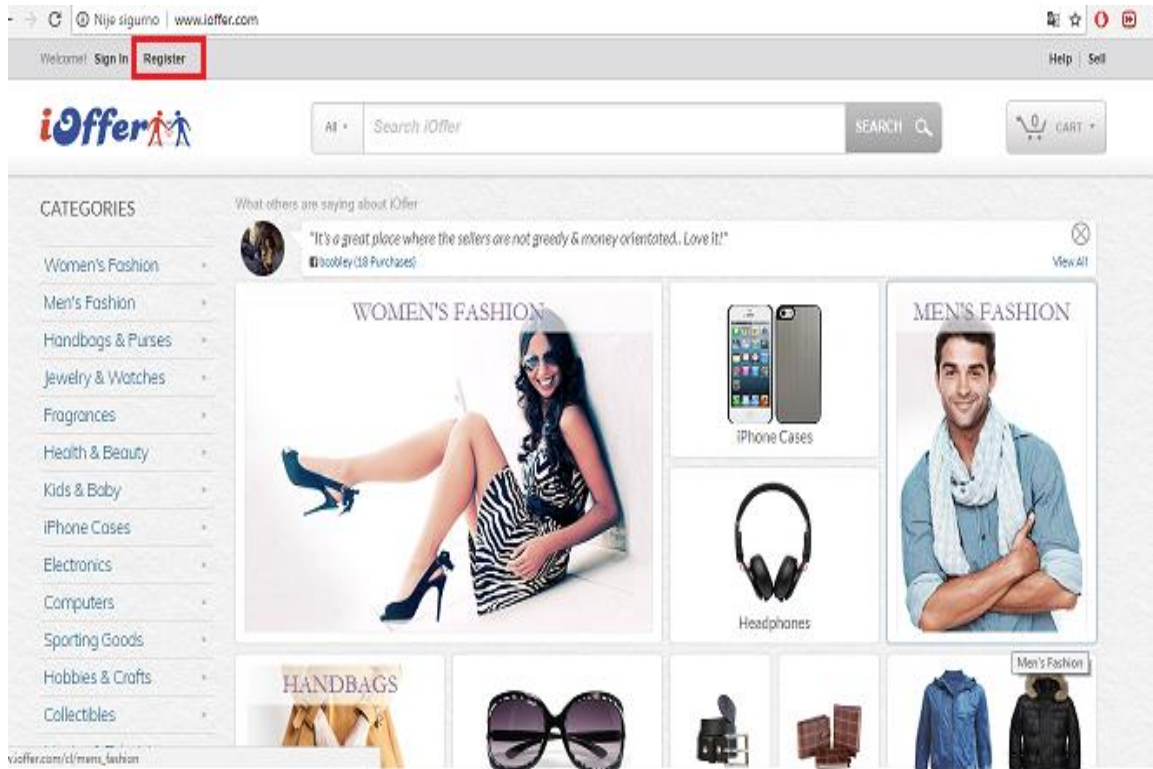 Nije sigurno | www.ioffer.com
Welcome! Sign In Register
Help | Sell
iOffer
All
Search iOffer
SEARCH
0
CART
CATEGORIES
Women's Fashion
Men's Fashion
Handbags & Purses
Jewelry & Watches
Fragrances
Health & Beauty
Kids & Baby
iPhone Cases
Electronics
Computers
Sporting Goods
Hobbies & Crafts
Collectibles
What others are saying about iOffer
"It's a great place where the sellers are not greedy & money orientated.. Love it!"
bcobley (18 Purchases)
View All
WOMEN'S FASHION
iPhone Cases
Headphones
MEN'S FASHION
Men's Fashion
HANDBAGS
ioffer.com/cl/mens_fashion